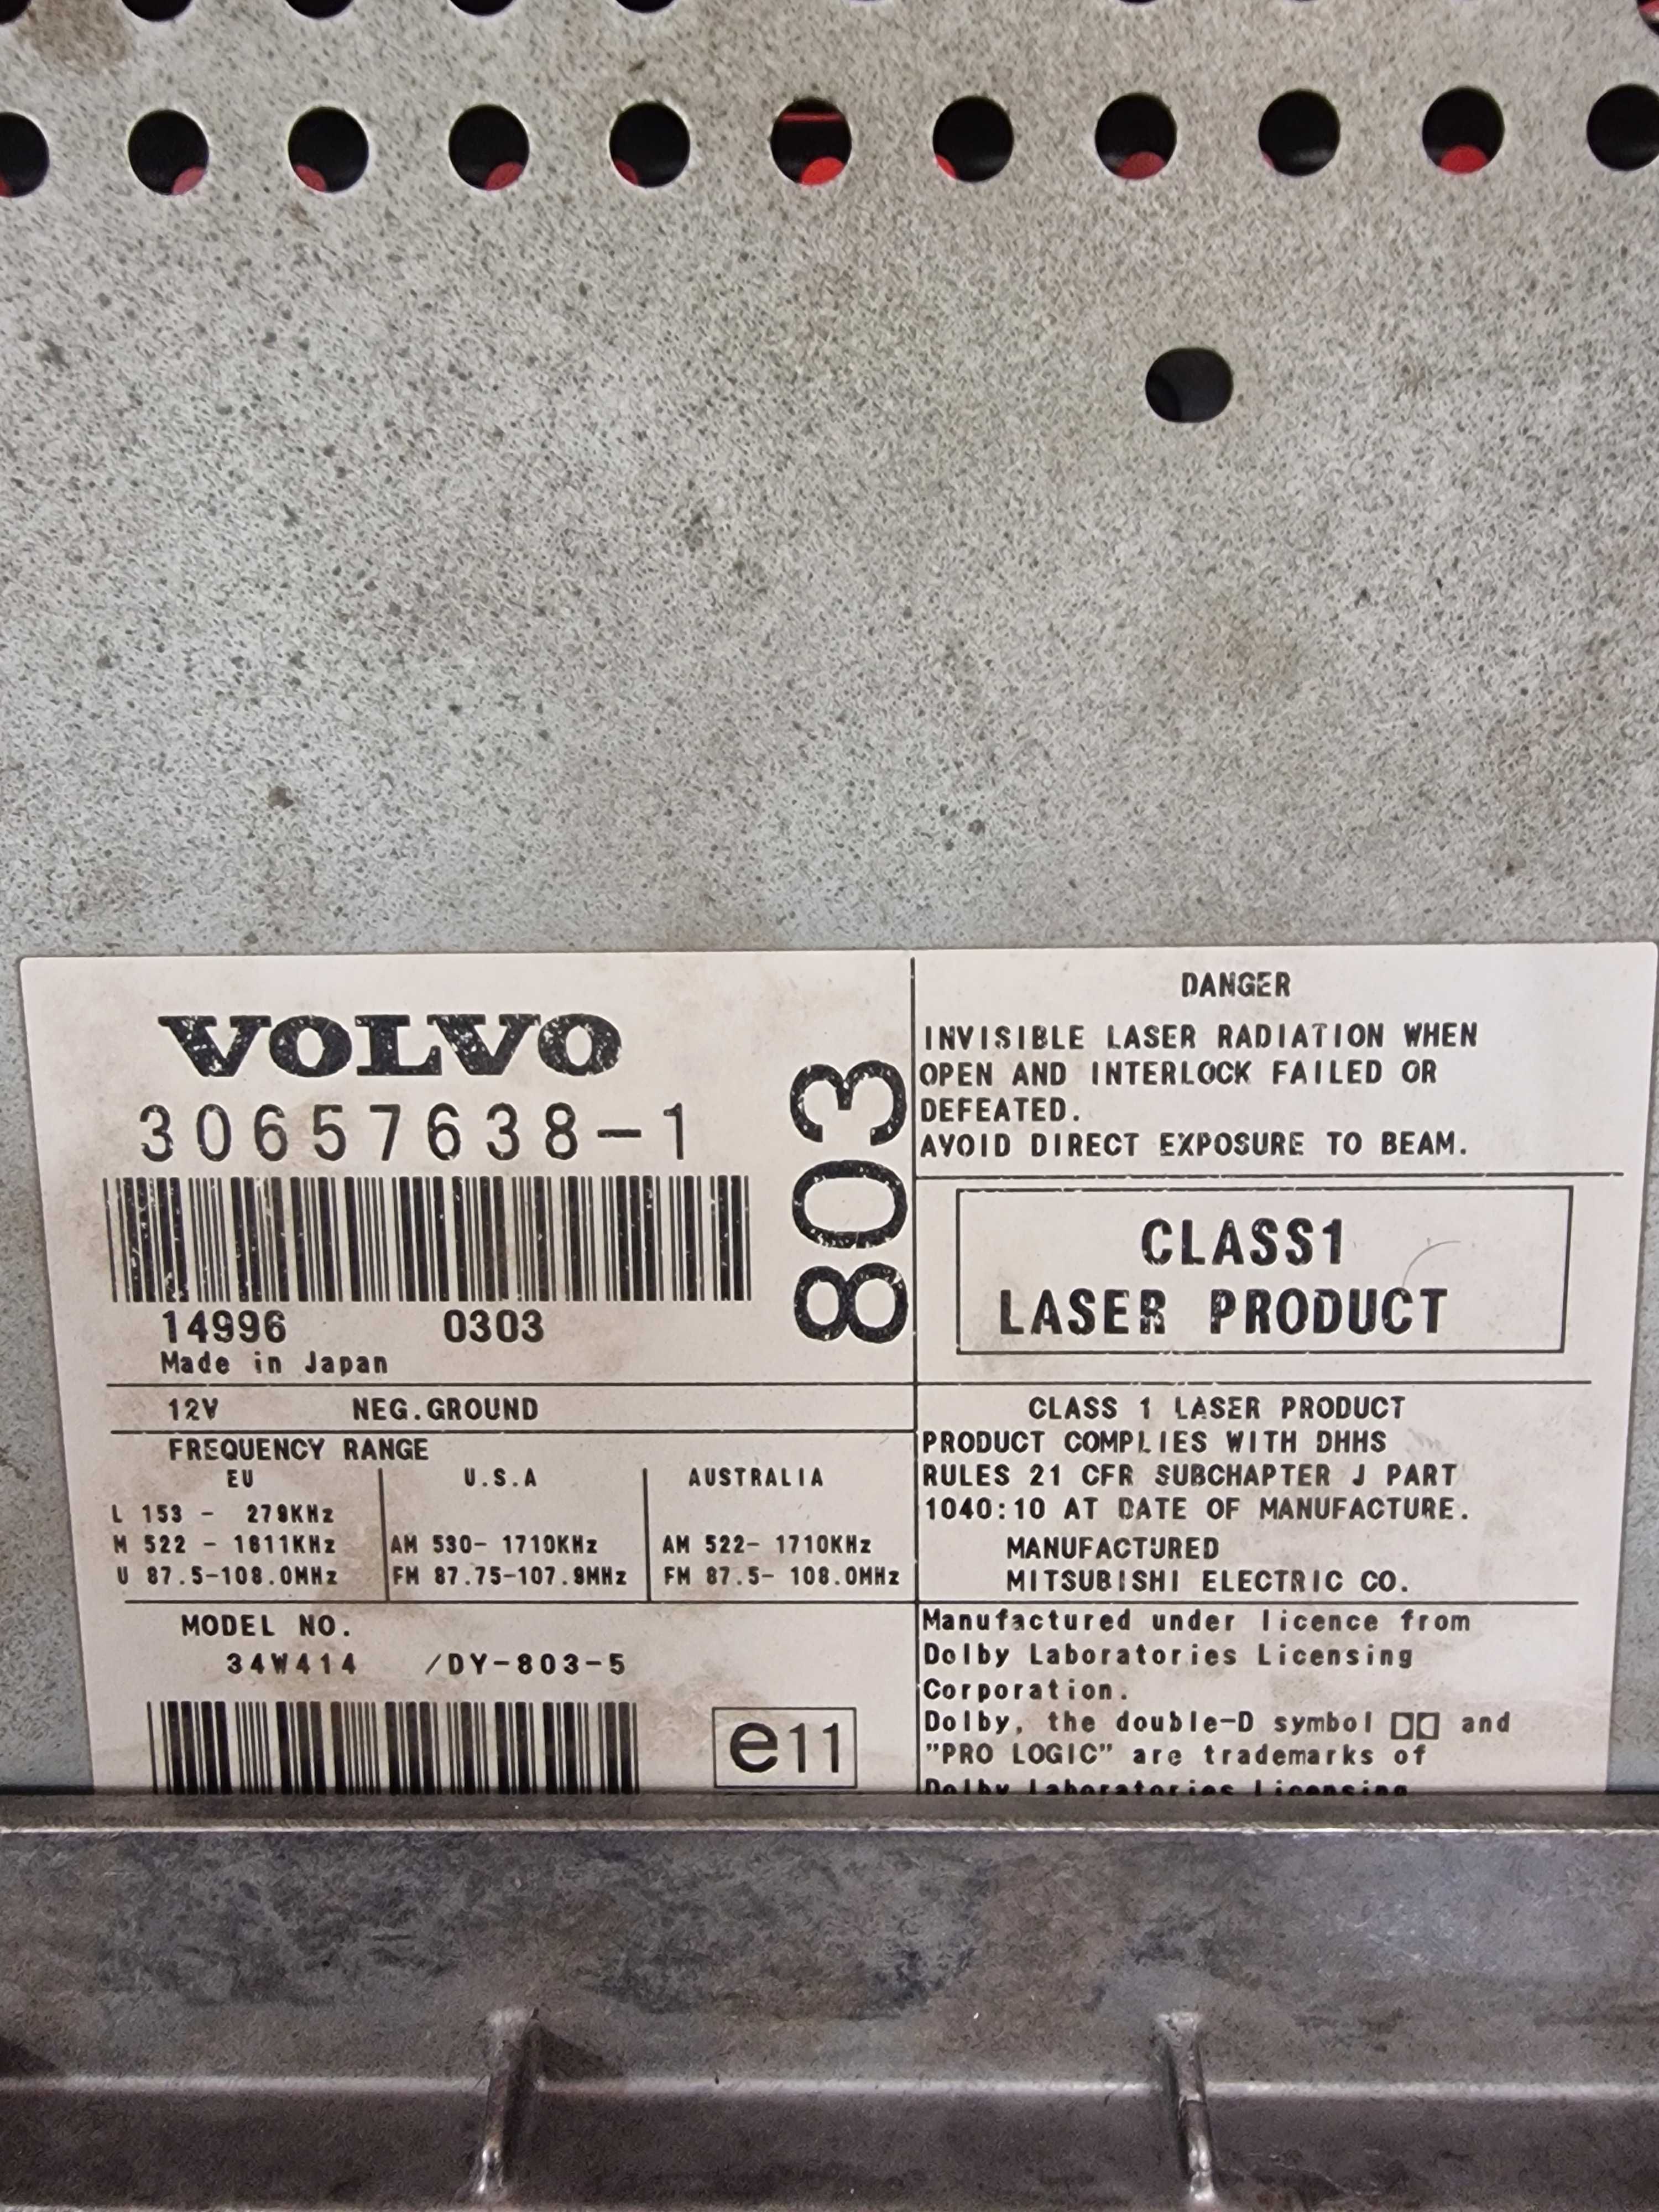 VOLVO
30657638-1
14996 0303
Made in Japan
803
12V NEG.GROUND
FREQUENCY RANGE
EU U.S.A AUSTRALIA
L 153 - 279KHz
M 522 - 1611KHz AM 530- 1710KHz AM 522- 1710KHz
U 87.5-108.0MHz FM 87.75-107.9MHz FM 87.5- 108.0MHz
MODEL NO.
34W414 /DY-803-5
e11
DANGER
INVISIBLE LASER RADIATION WHEN
OPEN AND INTERLOCK FAILED OR
DEFEATED.
AVOID DIRECT EXPOSURE TO BEAM.
CLASS1
LASER PRODUCT
CLASS 1 LASER PRODUCT
PRODUCT COMPLIES WITH DHHS
RULES 21 CFR SUBCHAPTER J PART
1040:10 AT DATE OF MANUFACTURE.
MANUFACTURED
MITSUBISHI ELECTRIC CO.
Manufactured under licence from
Dolby Laboratories Licensing
Corporation.
Dolby, the double-D symbol and
"PRO LOGIC" are trademarks of
Dolby Laboratories Licensing